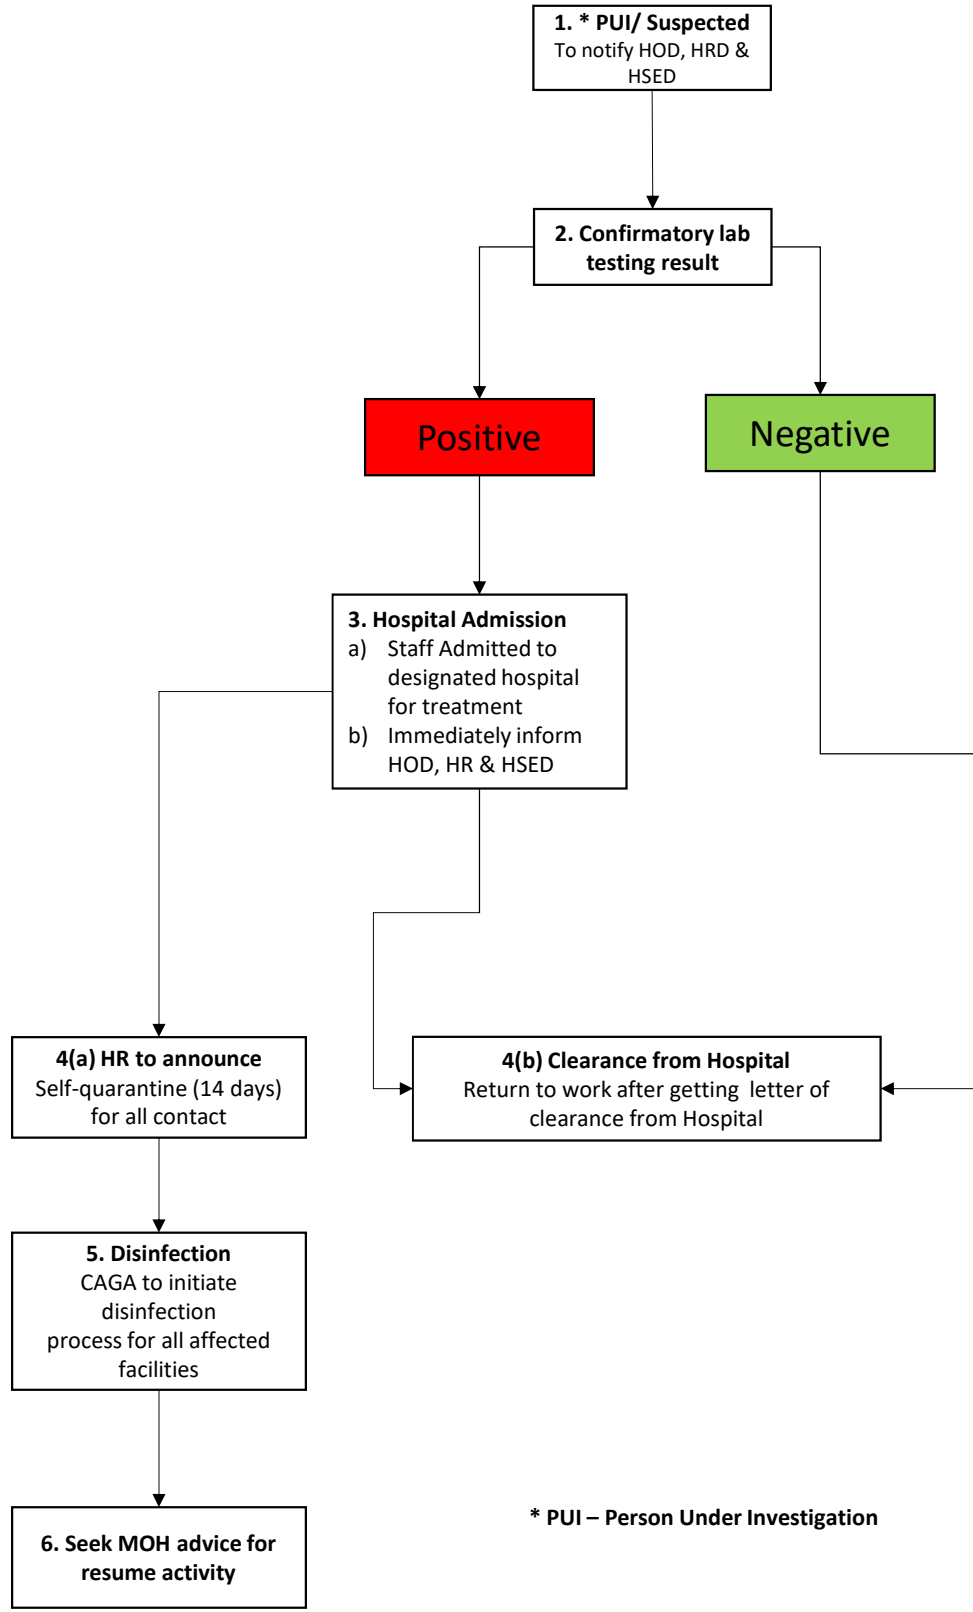 1. * PUI/ Suspected
To notify HOD, HRD &
HSED
2. Confirmatory lab
testing result
Positive
Negative
3. Hospital Admission
a) Staff Admitted to
designated hospital
for treatment
b) Immediately inform
HOD, HR & HSED
4(a) HR to announce
Self-quarantine (14 days)
for all contact
4(b) Clearance from Hospital
Return to work after getting letter of
clearance from Hospital
5. Disinfection
CAGA to initiate
disinfection
process for all affected
facilities
* PUI – Person Under Investigation
6. Seek MOH advice for
resume activity